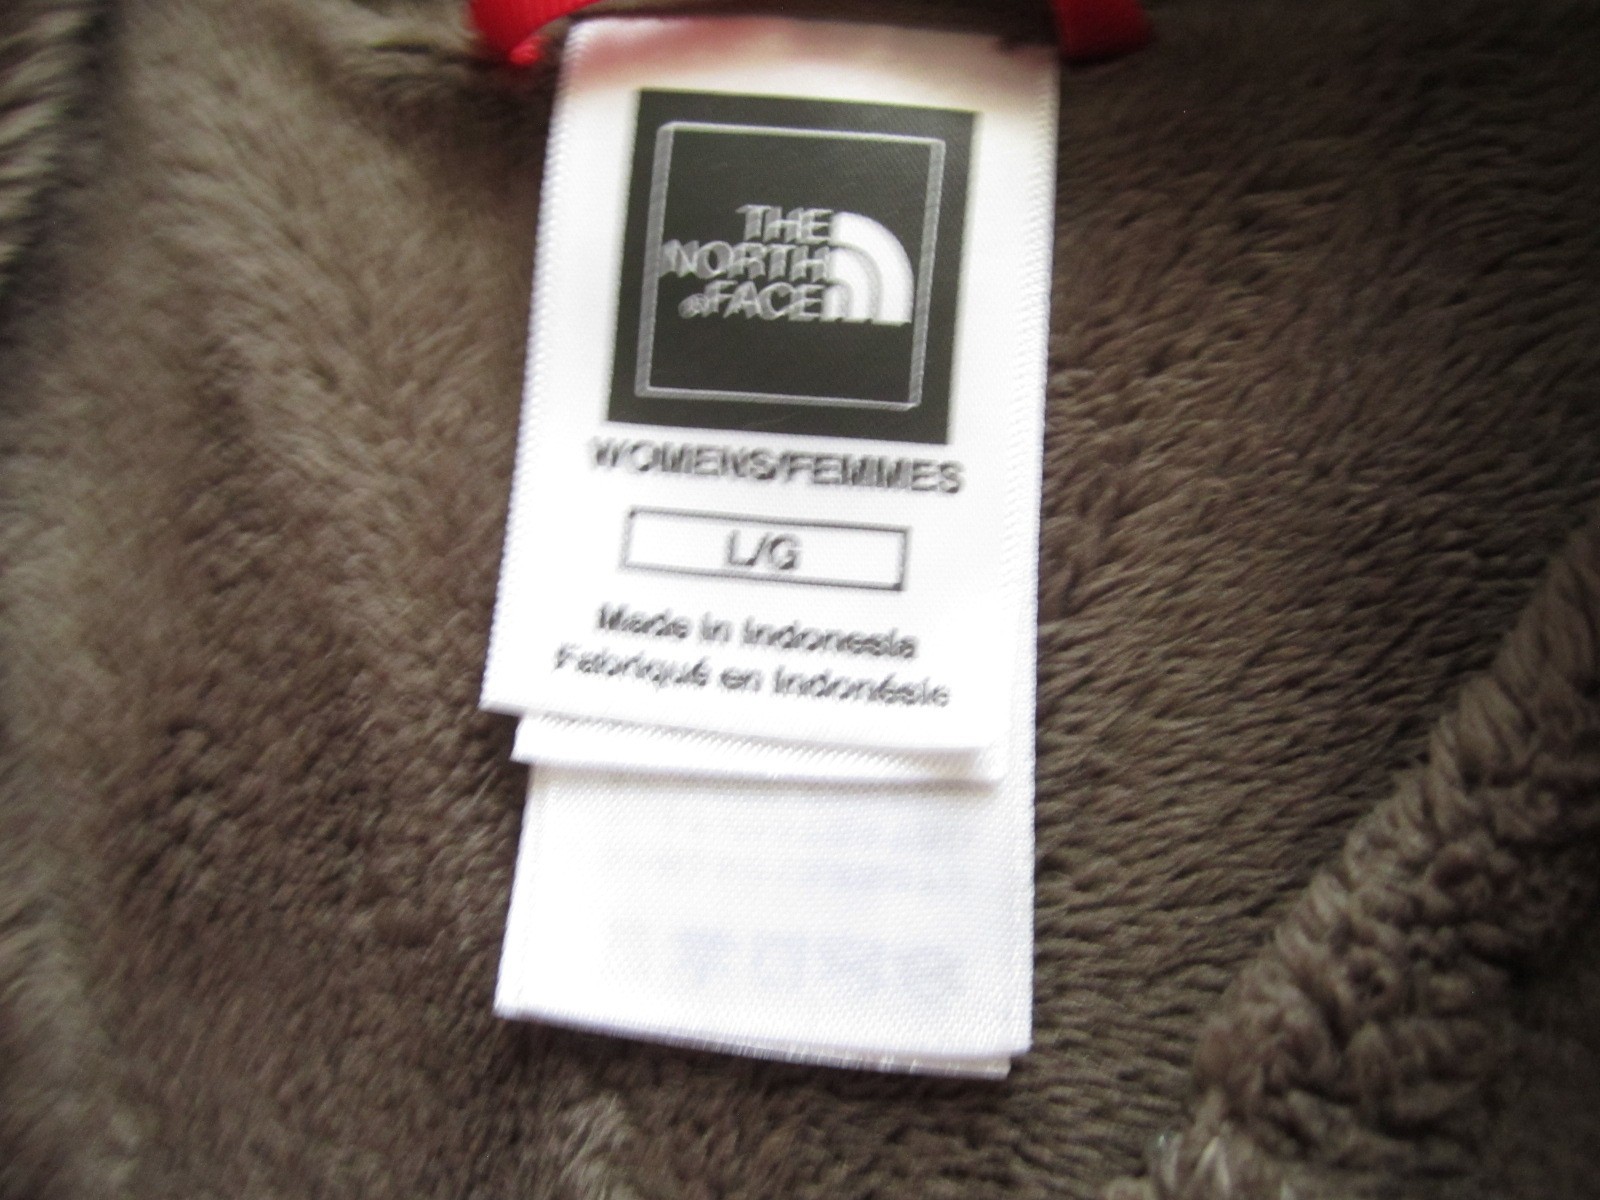 THE
NORTH
FACE
WOMENS/FEMMES
L/G
Made in Indonesia
Fabriqué en Indonésie